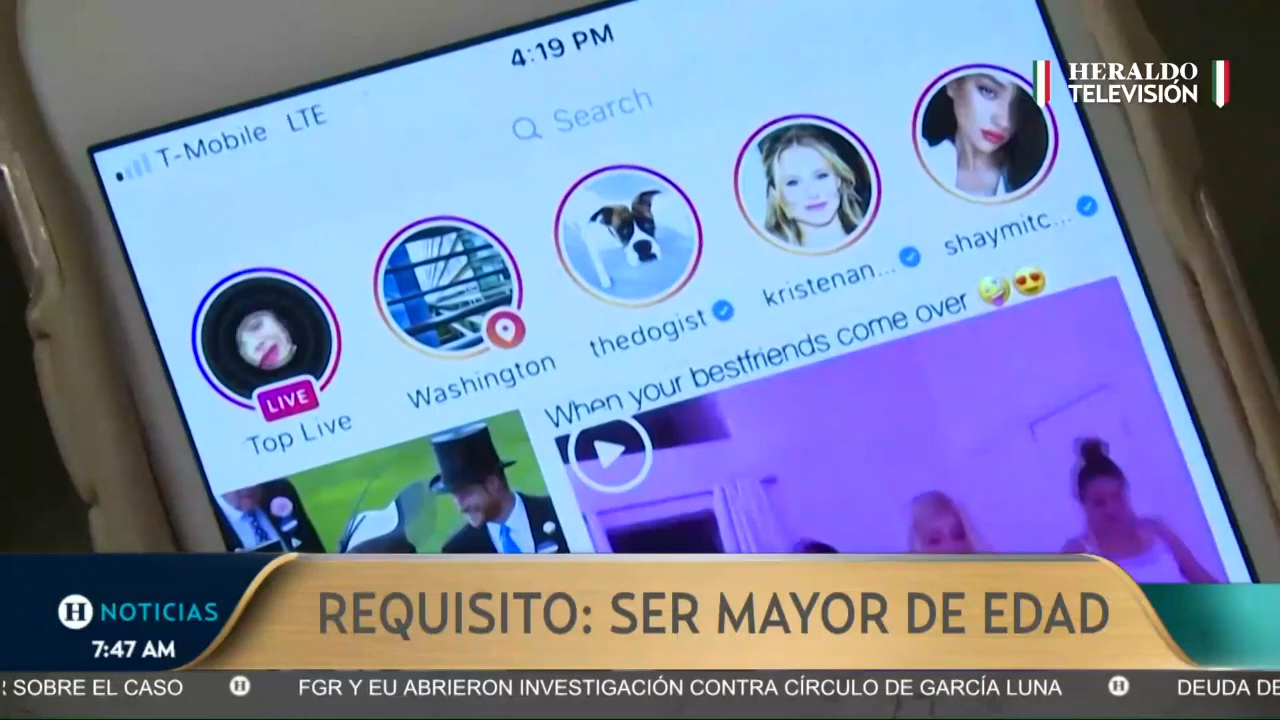 4:19 PM
T-Mobile LTE
Search
HERALDO
TELEVISIÓN
LIVE
Top Live
Washington
thedogist
kristenan...
shaymitc...
When your bestfriends come over 🤪😍
H NOTICIAS
7:47 AM
REQUISITO: SER MAYOR DE EDAD
SOBRE EL CASO H FGR Y EU ABRIERON INVESTIGACIÓN CONTRA CÍRCULO DE GARCÍA LUNA H DEUDA DE